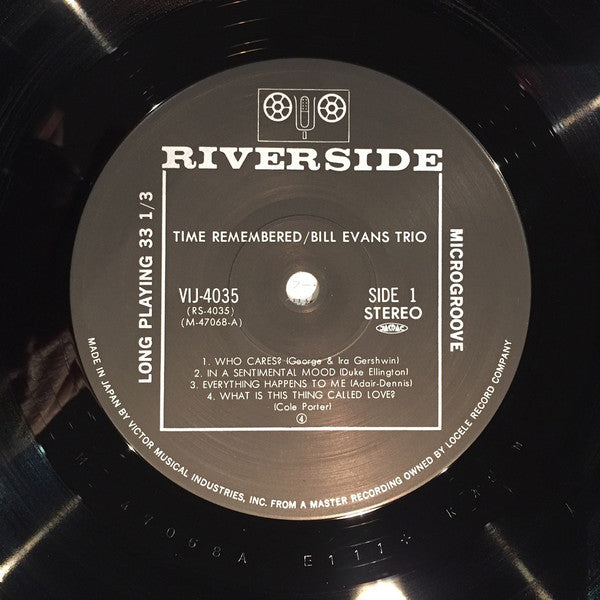 RIVERSIDE
LONG PLAYING 33 1/3
MICROGROOVE
TIME REMEMBERED/BILL EVANS TRIO
VIJ-4035
(RS-4035)
(M-47068-A)
SIDE 1
STEREO
1. WHO CARES? (George & Ira Gershwin)
2. IN A SENTIMENTAL MOOD (Duke Ellington)
3. EVERYTHING HAPPENS TO ME (Adair-Dennis)
4. WHAT IS THIS THING CALLED LOVE?
(Cole Porter)
④
MADE IN JAPAN BY VICTOR MUSICAL INDUSTRIES, INC. FROM A MASTER RECORDING OWNED BY LOCELE RECORD COMPANY
47068A E111+